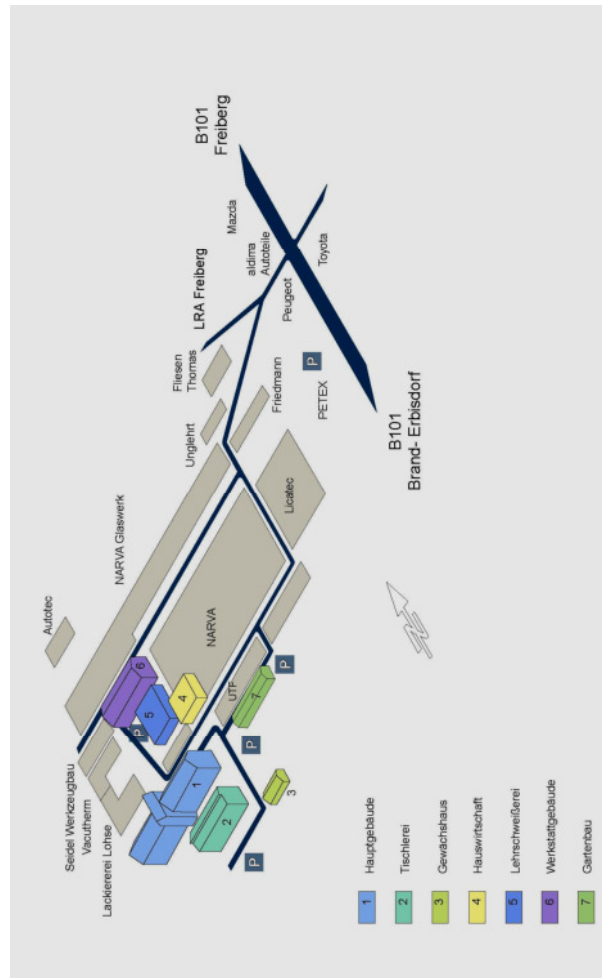 B101
Freiberg
Mazda
aldima
Autoteile
Toyota
Peugeot
LRA Freiberg
Fliesen
Thomas
Friedmann
P
PETEX
B101
Brand- Erbisdorf
Unglehrt
Licatec
NARVA Glaswerk
NARVA
Autotec
UTF
6
5
4
7
P
P
P
1
2
3
P
Seidel Werkzeugbau
Vacutherm
Lackiererei Lohse
N
1 Hauptgebäude
2 Tischlerei
3 Gewächshaus
4 Hauswirtschaft
5 Lehrschweißerei
6 Werkstattgebäude
7 Gartenbau